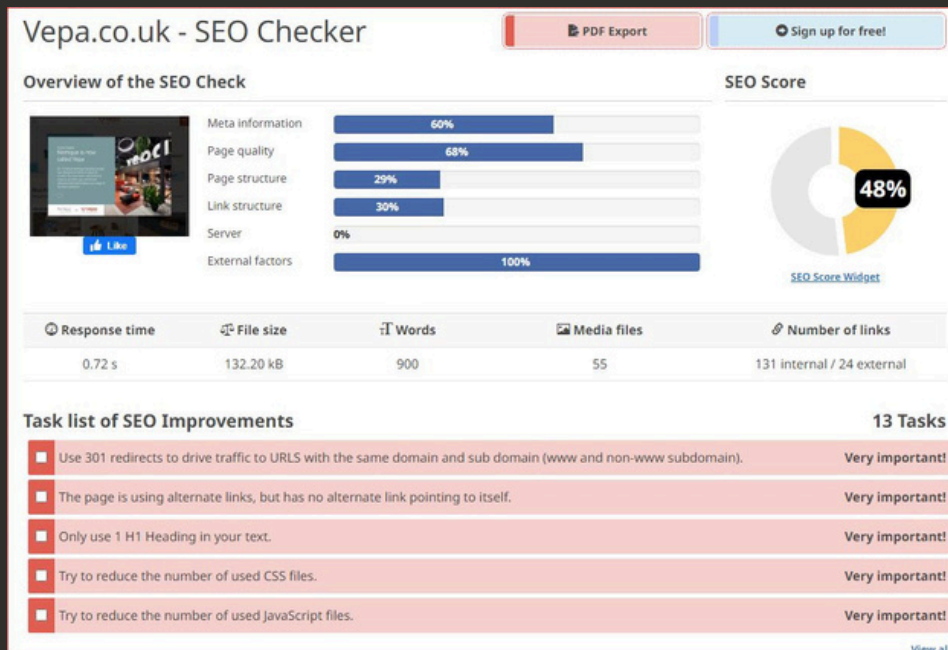 Vepa.co.uk - SEO Checker
PDF Export
Sign up for free!
Overview of the SEO Check
SEO Score
Meta information 60%
Page quality 68%
Page structure 29%
Link structure 30%
Server 0%
External factors 100%
Like
48%
SEO Score Widget
Response time File size Words Media files Number of links
0.72 s 132.20 kB 900 55 131 internal / 24 external
Task list of SEO Improvements 13 Tasks
Use 301 redirects to drive traffic to URLS with the same domain and sub domain (www and non-www subdomain). Very important!
The page is using alternate links, but has no alternate link pointing to itself. Very important!
Only use 1 H1 Heading in your text. Very important!
Try to reduce the number of used CSS files. Very important!
Try to reduce the number of used JavaScript files. Very important!